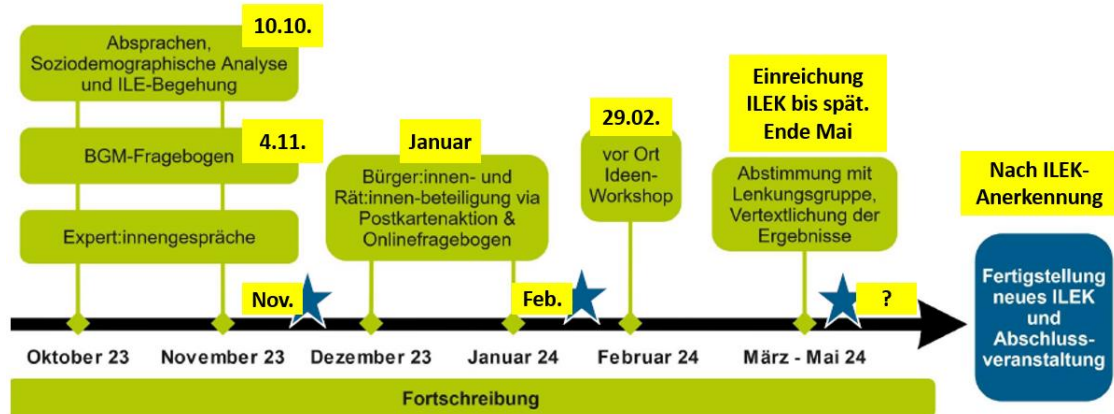 10.10.
Absprachen,
Soziodemographische Analyse
und ILE-Begehung
4.11.
BGM-Fragebogen
Expert:innengespräche
Nov.
Januar
Bürger:innen- und
Rät:innen-beteiligung via
Postkartenaktion &
Onlinefragebogen
Feb.
29.02.
vor Ort
Ideen-
Workshop
Einreichung
ILEK bis spät.
Ende Mai
Abstimmung mit
Lenkungsgruppe,
Vertextlichung der
Ergebnisse
?
Nach ILEK-
Anerkennung
Fertigstellung
neues ILEK
und
Abschluss-
veranstaltung
Oktober 23
November 23
Dezember 23
Januar 24
Februar 24
März - Mai 24
Fortschreibung